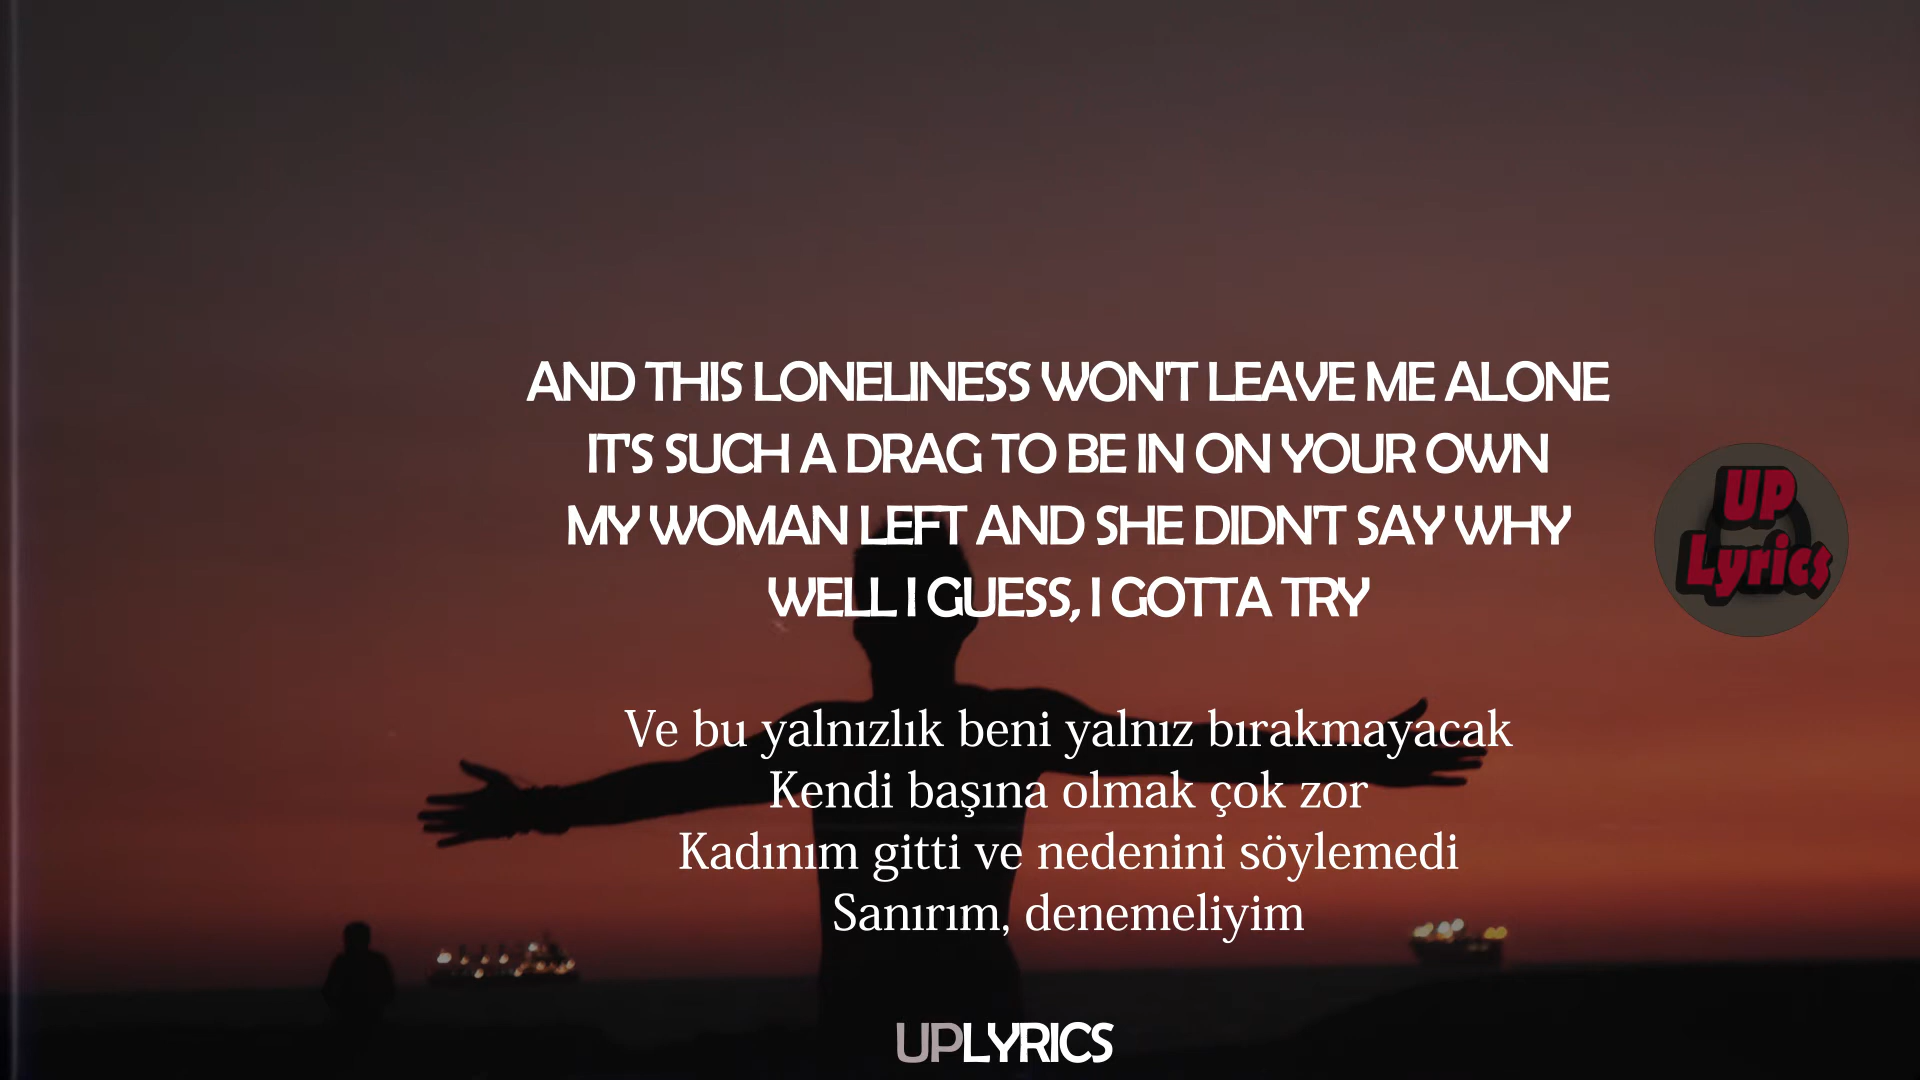 AND THIS LONELINESS WON'T LEAVE ME ALONE
IT'S SUCH A DRAG TO BE IN ON YOUR OWN
MY WOMAN LEFT AND SHE DIDN'T SAY WHY
WELL I GUESS, I GOTTA TRY
UP
Lyrics
Ve bu yalnızlık beni yalnız bırakmayacak
Kendi başına olmak çok zor
Kadınım gitti ve nedenini söylemedi
Sanırım, denemeliyim
UPLYRICS